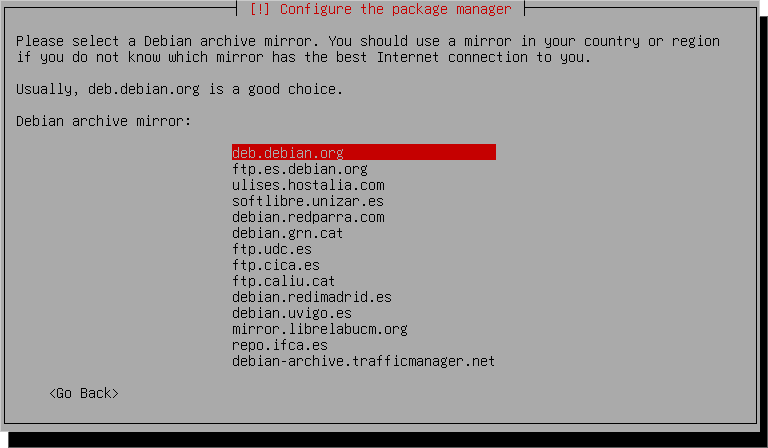 [!] Configure the package manager
Please select a Debian archive mirror. You should use a mirror in your country or region
if you do not know which mirror has the best Internet connection to you.
Usually, deb.debian.org is a good choice.
Debian archive mirror:
deb.debian.org
ftp.es.debian.org
ulises.hostalia.com
softlibre.unizar.es
debian.redparra.com
debian.grn.cat
ftp.udc.es
ftp.cica.es
ftp.caliu.cat
debian.redimadrid.es
debian.uvigo.es
mirror.librelabucm.org
repo.ifca.es
debian-archive.trafficmanager.net
<Go Back>